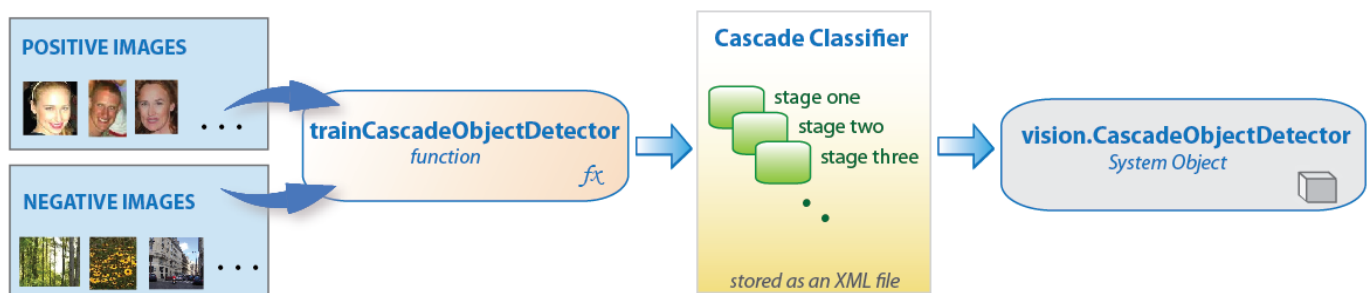 POSITIVE IMAGES
. . .
NEGATIVE IMAGES
. . .
trainCascadeObjectDetector
function
fx
Cascade Classifier
stage one
stage two
stage three
stored as an XML file
vision.CascadeObjectDetector
System Object